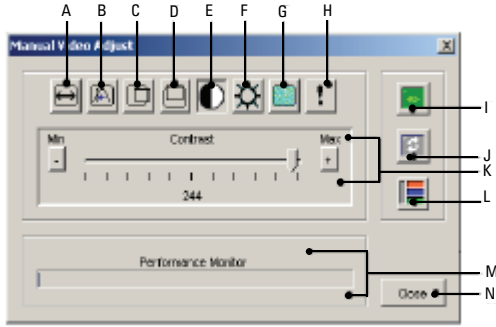 A B C D E F G H
Manual Video Adjust
I
Min Contrast Max
- +
J
K
244
L
Performance Monitor
M
Close N